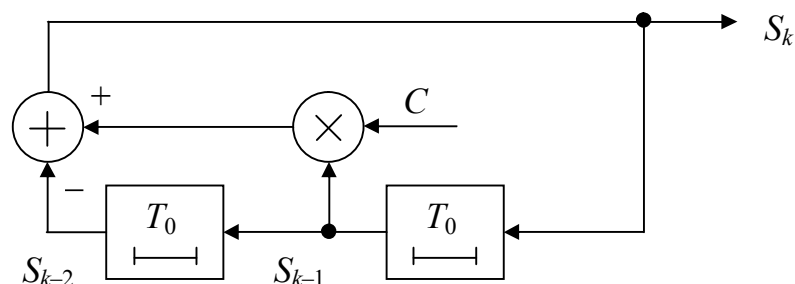 S_k
+
C
+
×
−
T_0
T_0
S_{k−2}
S_{k−1}